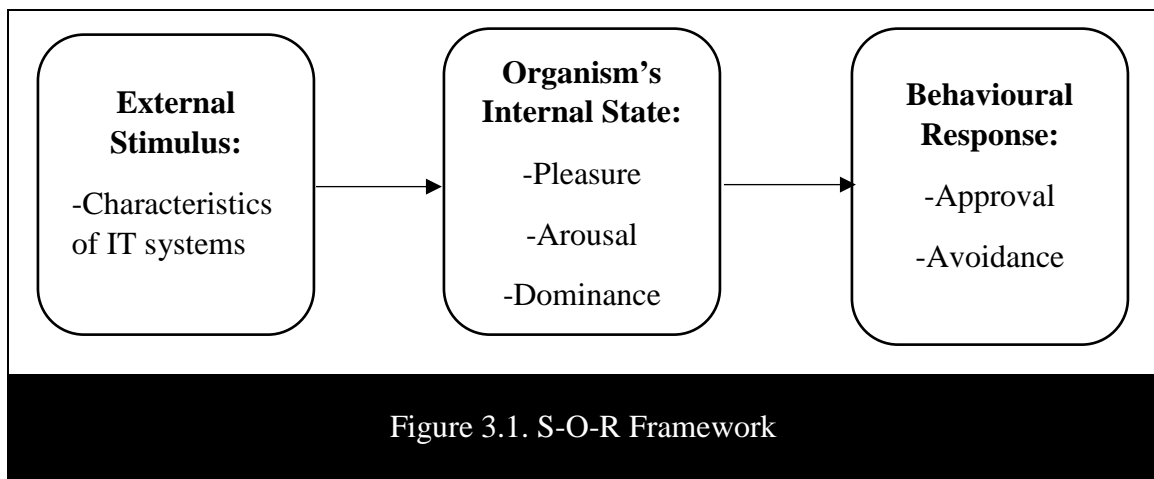 External
Stimulus:
-Characteristics
of IT systems
Organism’s
Internal State:
-Pleasure
-Arousal
-Dominance
Behavioural
Response:
-Approval
-Avoidance
Figure 3.1. S-O-R Framework